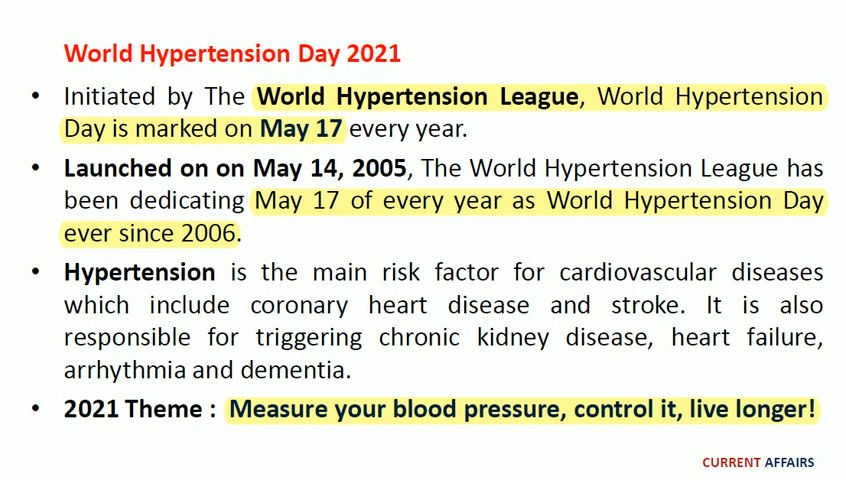 World Hypertension Day 2021
• Initiated by The World Hypertension League, World Hypertension
Day is marked on May 17 every year.
• Launched on on May 14, 2005, The World Hypertension League has
been dedicating May 17 of every year as World Hypertension Day
ever since 2006.
• Hypertension is the main risk factor for cardiovascular diseases
which include coronary heart disease and stroke. It is also
responsible for triggering chronic kidney disease, heart failure,
arrhythmia and dementia.
• 2021 Theme : Measure your blood pressure, control it, live longer!
CURRENT AFFAIRS